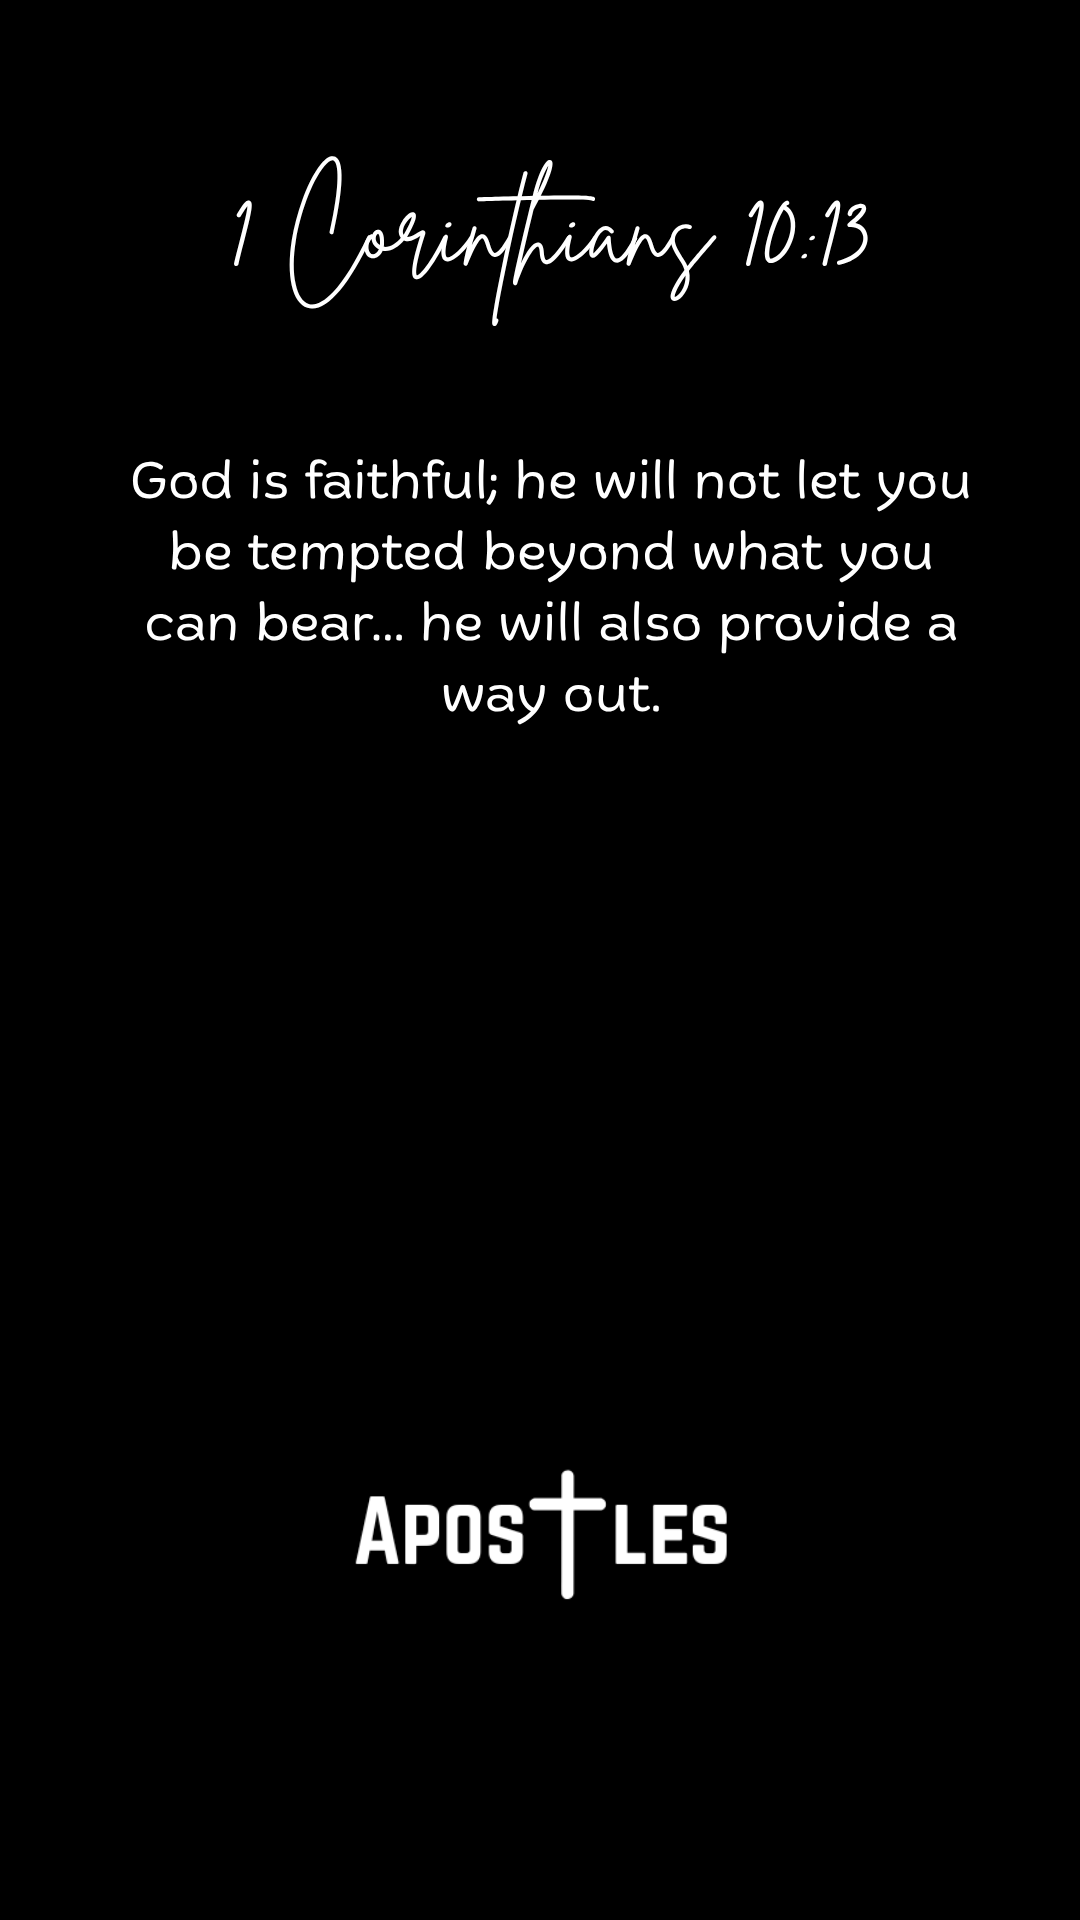 1 Corinthians 10:13
God is faithful; he will not let you
be tempted beyond what you
can bear... he will also provide a
way out.
APOSTLES